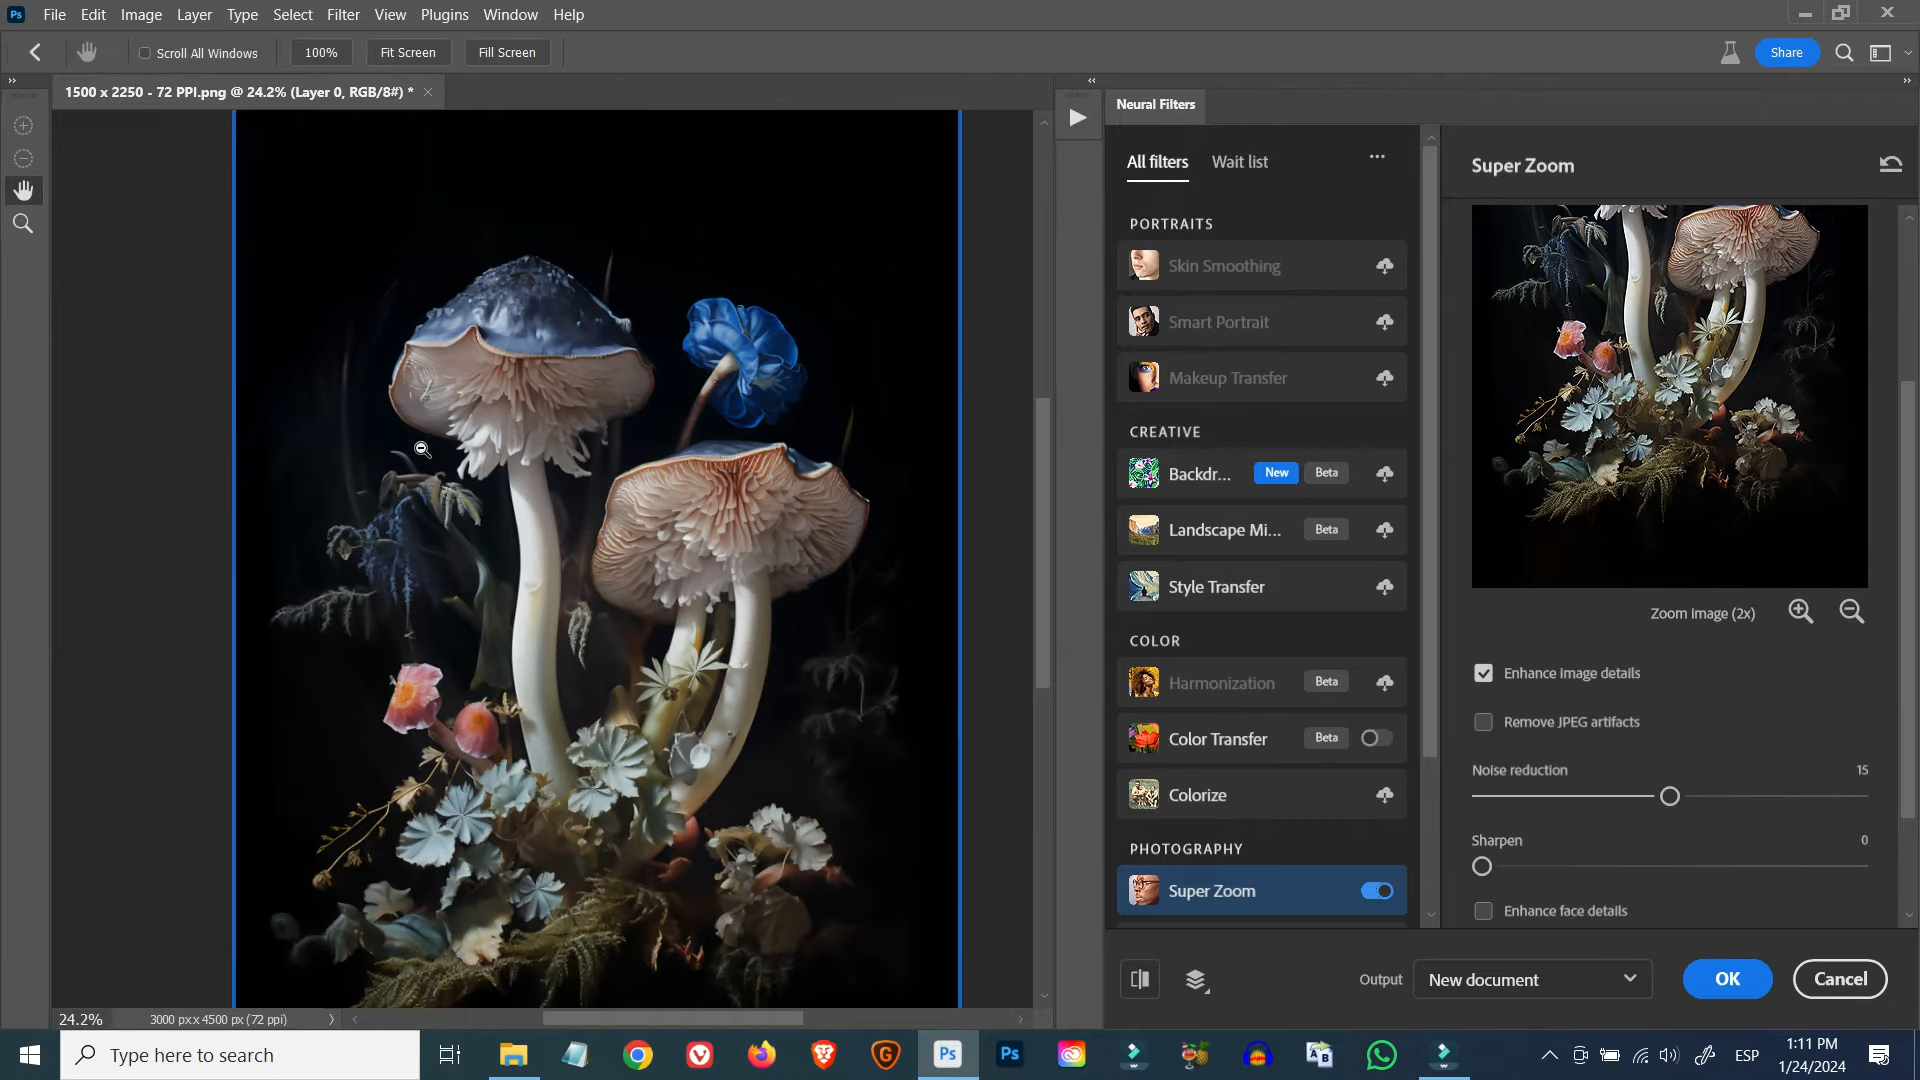 Ps File Edit Image Layer Type Select Filter View Plugins Window Help
Scroll All Windows 100% Fit Screen Fill Screen Share
1500 x 2250 - 72 PPI.png @ 24.2% (Layer 0, RGB/8#) *
Neural Filters
All filters Wait list
Super Zoom
PORTRAITS
Skin Smoothing
Smart Portrait
Makeup Transfer
CREATIVE
Backdr... New Beta
Landscape Mi... Beta
Style Transfer
Zoom image (2x)
COLOR
Harmonization Beta
Enhance image details
Color Transfer Beta
Remove JPEG artifacts
Noise reduction 15
Colorize
Sharpen 0
PHOTOGRAPHY
Super Zoom
Enhance face details
Output New document OK Cancel
24.2% 3000 px x 4500 px (72 ppi)
Type here to search
Ps
Ps
A B
ESP
1:11 PM
1/24/2024